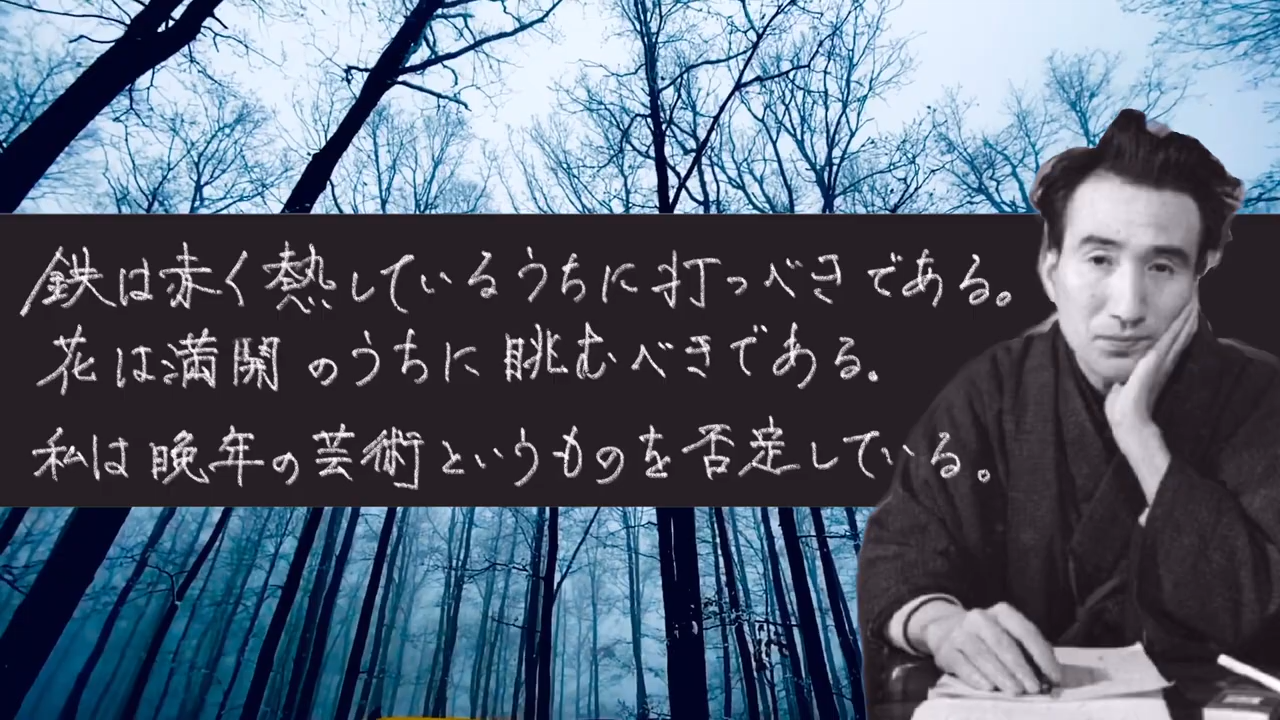 鉄は赤く熱しているうちに打つべきである。
花は満開のうちに眺むべきである。
私は晩年の芸術というものを否定している。